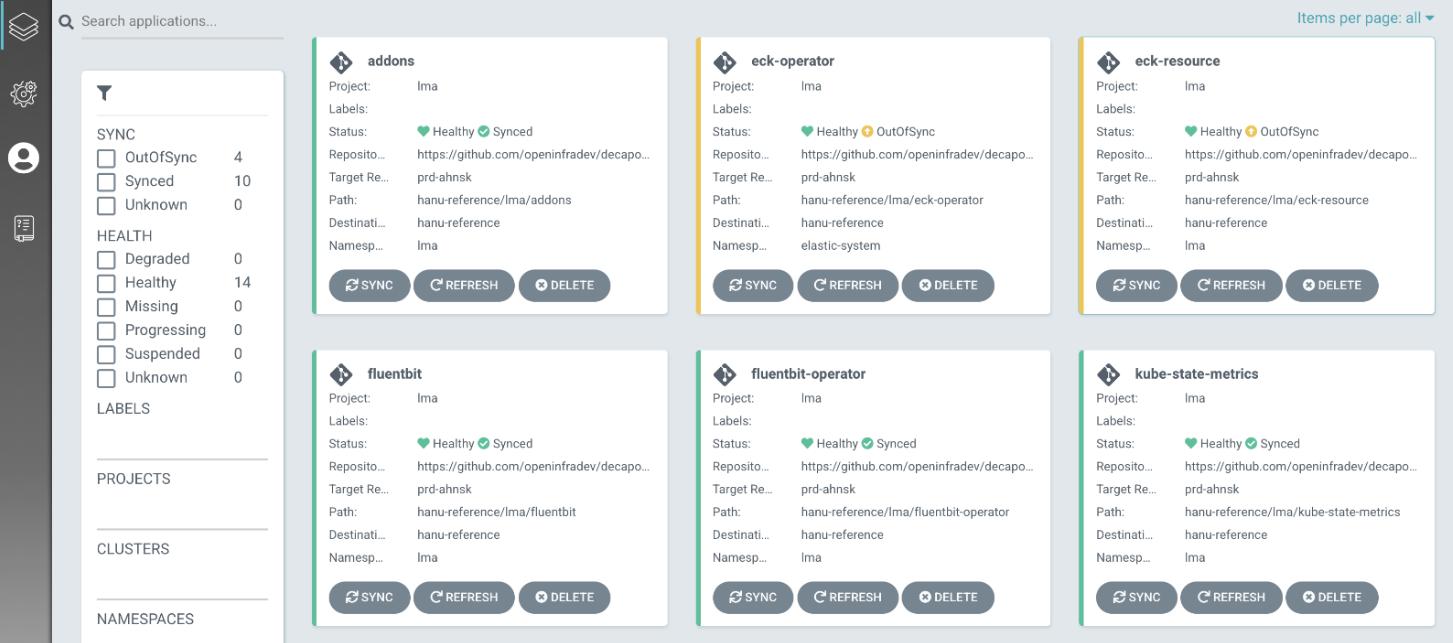 Search applications...
Items per page: all
SYNC
OutOfSync 4
Synced 10
Unknown 0
HEALTH
Degraded 0
Healthy 14
Missing 0
Progressing 0
Suspended 0
Unknown 0
LABELS
PROJECTS
CLUSTERS
NAMESPACES
addons
Project: lma
Labels:
Status: Healthy Synced
Reposito... https://github.com/openinfradev/decapo...
Target Re... prd-ahnsk
Path: hanu-reference/lma/addons
Destinati... hanu-reference
Namesp... lma
SYNC REFRESH DELETE
eck-operator
Project: lma
Labels:
Status: Healthy OutOfSync
Reposito... https://github.com/openinfradev/decapo...
Target Re... prd-ahnsk
Path: hanu-reference/lma/eck-operator
Destinati... hanu-reference
Namesp... elastic-system
SYNC REFRESH DELETE
eck-resource
Project: lma
Labels:
Status: Healthy OutOfSync
Reposito... https://github.com/openinfradev/decapo...
Target Re... prd-ahnsk
Path: hanu-reference/lma/eck-resource
Destinati... hanu-reference
Namesp... lma
SYNC REFRESH DELETE
fluentbit
Project: lma
Labels:
Status: Healthy Synced
Reposito... https://github.com/openinfradev/decapo...
Target Re... prd-ahnsk
Path: hanu-reference/lma/fluentbit
Destinati... hanu-reference
Namesp... lma
SYNC REFRESH DELETE
fluentbit-operator
Project: lma
Labels:
Status: Healthy Synced
Reposito... https://github.com/openinfradev/decapo...
Target Re... prd-ahnsk
Path: hanu-reference/lma/fluentbit-operator
Destinati... hanu-reference
Namesp... lma
SYNC REFRESH DELETE
kube-state-metrics
Project: lma
Labels:
Status: Healthy Synced
Reposito... https://github.com/openinfradev/decapo...
Target Re... prd-ahnsk
Path: hanu-reference/lma/kube-state-metrics
Destinati... hanu-reference
Namesp... lma
SYNC REFRESH DELETE